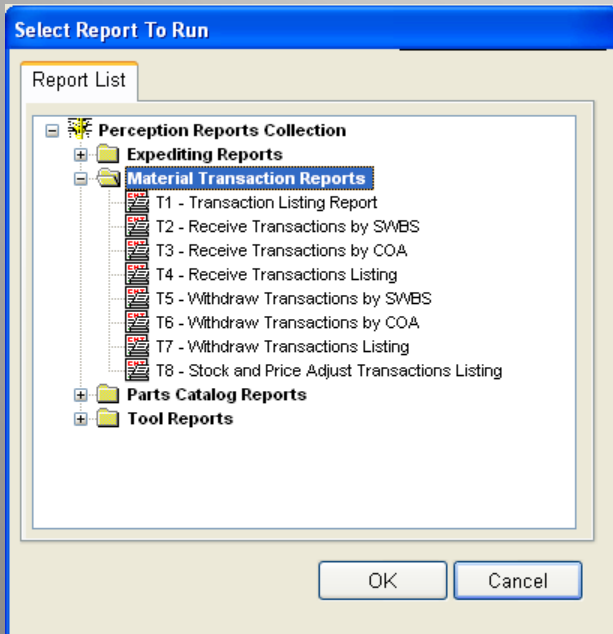 Select Report To Run
Report List
Perception Reports Collection
Expediting Reports
Material Transaction Reports
T1 - Transaction Listing Report
T2 - Receive Transactions by SWBS
T3 - Receive Transactions by COA
T4 - Receive Transactions Listing
T5 - Withdraw Transactions by SWBS
T6 - Withdraw Transactions by COA
T7 - Withdraw Transactions Listing
T8 - Stock and Price Adjust Transactions Listing
Parts Catalog Reports
Tool Reports
OK Cancel